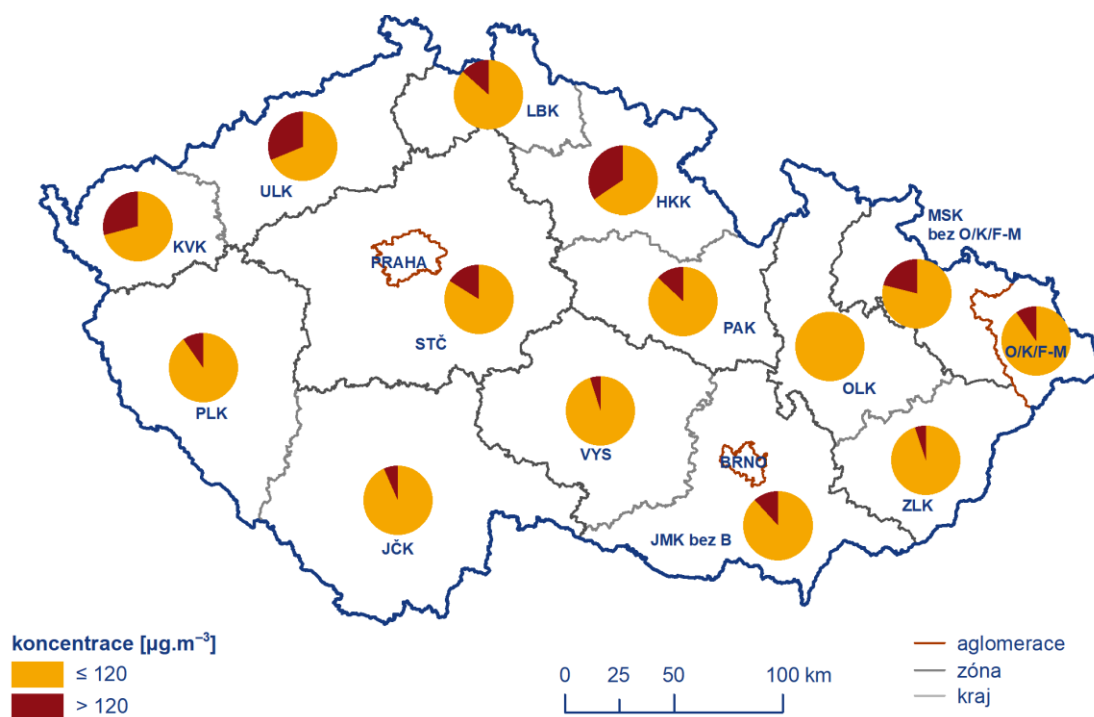 LBK
ULK
HKK
KVK
MSK
bez O/K/F-M
PRAHA
STČ
PAK
O/K/F-M
OLK
PLK
VYS
BRNO
ZLK
JČK
JMK bez B
koncentrace [µg.m⁻³]
≤ 120
> 120
0 25 50 100 km
aglomerace
zóna
kraj